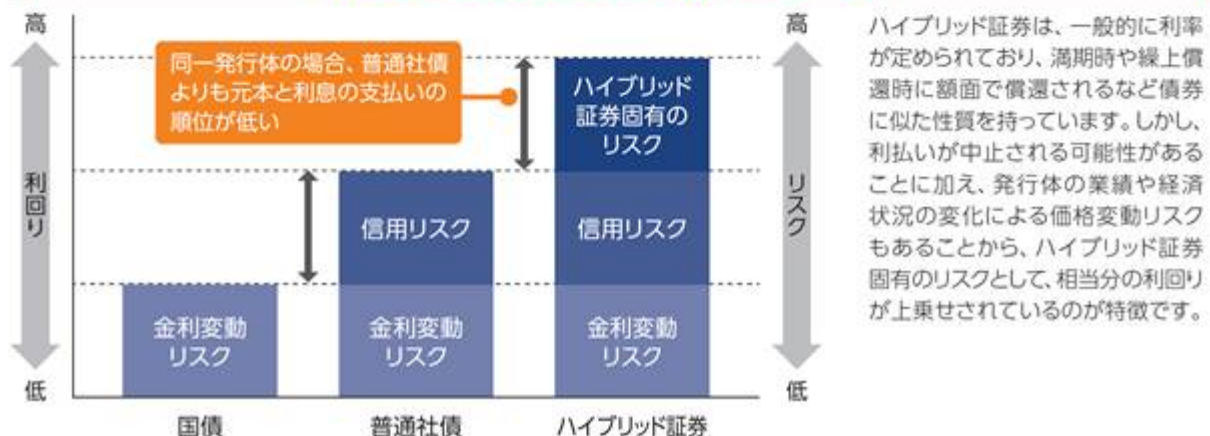 高
利回り
低
同一発行体の場合、普通社債
よりも元本と利息の支払いの
順位が低い
金利変動
リスク
国債
信用リスク
金利変動
リスク
普通社債
ハイブリッド
証券固有の
リスク
信用リスク
金利変動
リスク
ハイブリッド証券
高
リスク
低
ハイブリッド証券は、一般的に利率
が定められており、満期時や繰上償
還時に額面で償還されるなど債券
に似た性質を持っています。しかし、
利払いが中止される可能性がある
ことに加え、発行体の業績や経済
状況の変化による価格変動リスク
もあることから、ハイブリッド証券
固有のリスクとして、相当分の利回り
が上乗せされているのが特徴です。